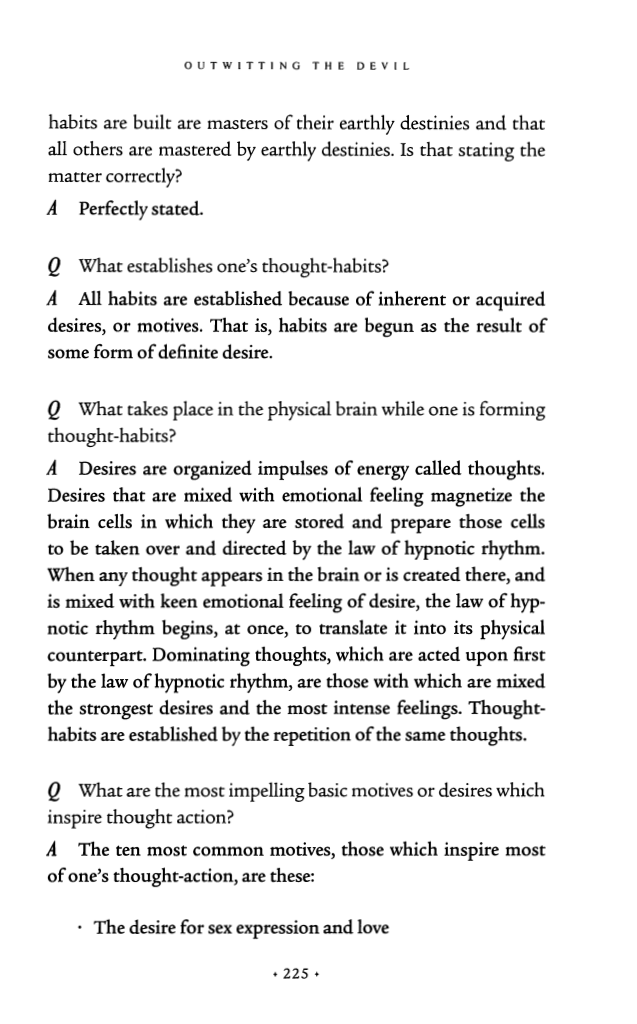 OUTWITTING THE DEVIL
habits are built are masters of their earthly destinies and that
all others are mastered by earthly destinies. Is that stating the
matter correctly?
A Perfectly stated.
Q What establishes one's thought-habits?
A All habits are established because of inherent or acquired
desires, or motives. That is, habits are begun as the result of
some form of definite desire.
Q What takes place in the physical brain while one is forming
thought-habits?
A Desires are organized impulses of energy called thoughts.
Desires that are mixed with emotional feeling magnetize the
brain cells in which they are stored and prepare those cells
to be taken over and directed by the law of hypnotic rhythm.
When any thought appears in the brain or is created there, and
is mixed with keen emotional feeling of desire, the law of hyp-
notic rhythm begins, at once, to translate it into its physical
counterpart. Dominating thoughts, which are acted upon first
by the law of hypnotic rhythm, are those with which are mixed
the strongest desires and the most intense feelings. Thought-
habits are established by the repetition of the same thoughts.
Q What are the most impelling basic motives or desires which
inspire thought action?
A The ten most common motives, those which inspire most
of one's thought-action, are these:
· The desire for sex expression and love
• 225 •